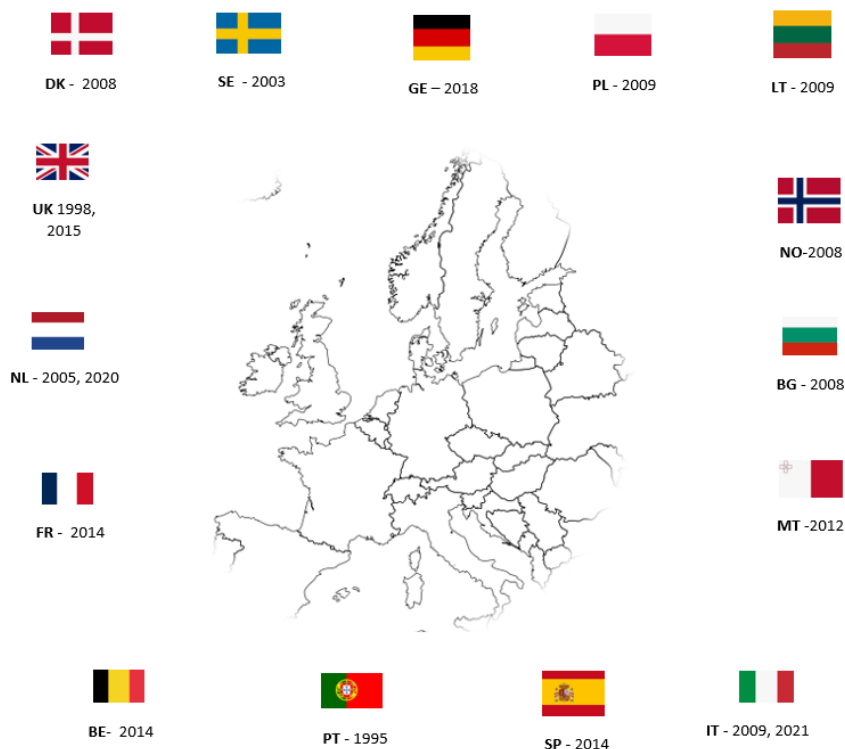 DK - 2008
SE - 2003
GE – 2018
PL - 2009
LT - 2009
UK 1998,
2015
NO-2008
NL - 2005, 2020
BG - 2008
FR - 2014
MT -2012
BE- 2014
PT - 1995
SP - 2014
IT - 2009, 2021